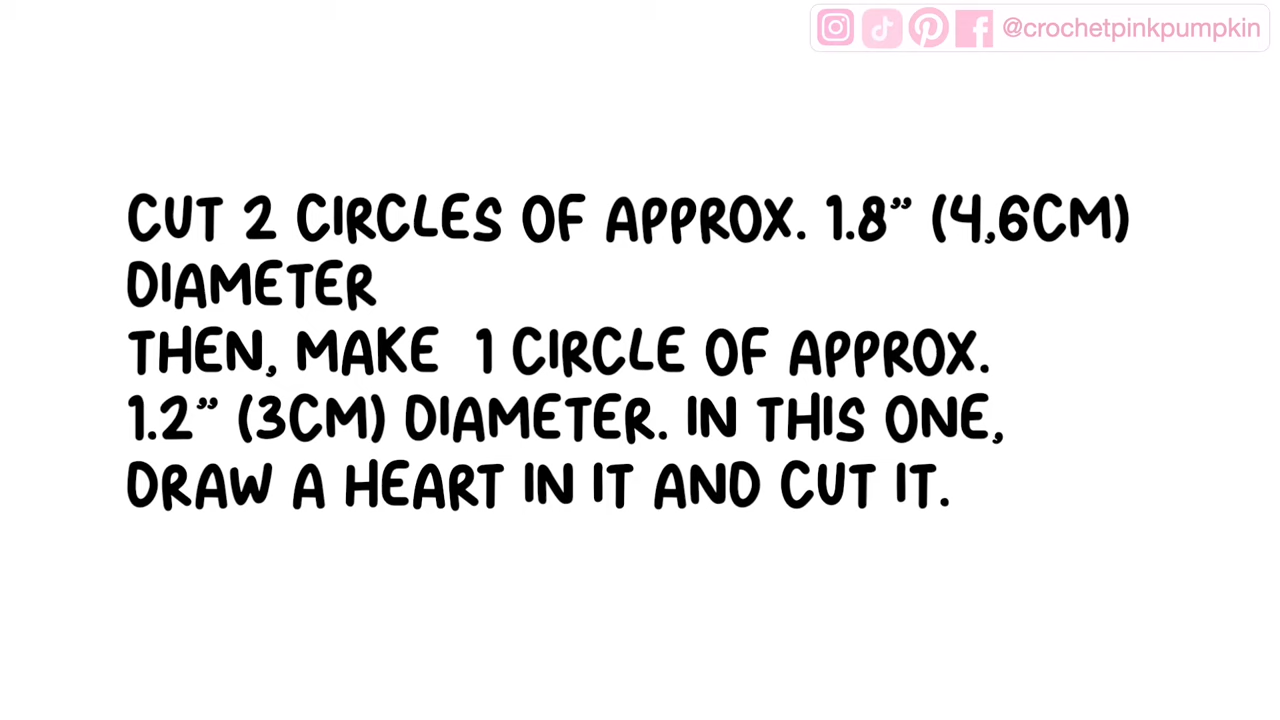 @crochetpinkpumpkin
CUT 2 CIRCLES OF APPROX. 1.8” (4,6CM)
DIAMETER
THEN, MAKE  1 CIRCLE OF APPROX.
1.2” (3CM) DIAMETER. IN THIS ONE,
DRAW A HEART IN IT AND CUT IT.